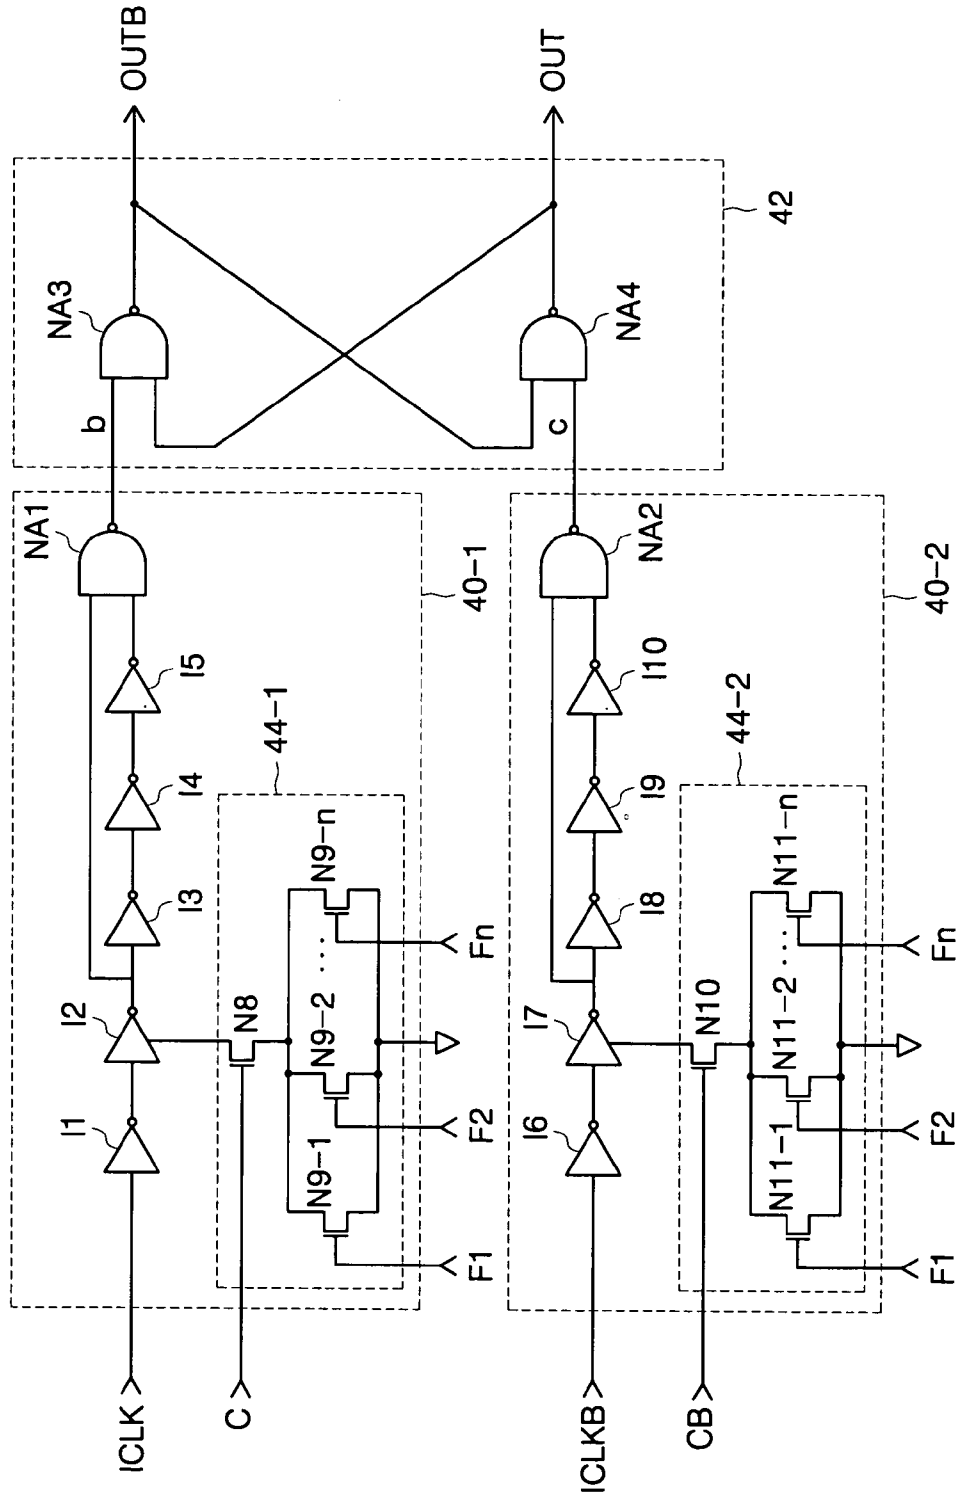 ICLK
C
I1
I2
I3
I4
I5
NA1
b
NA3
OUTB
N8
44-1
N9-1
N9-2
...
N9-n
F1
F2
Fn
40-1
42
ICLKB
CB
I6
I7
I8
I9
I10
NA2
c
NA4
OUT
N10
44-2
N11-1
N11-2
...
N11-n
F1
F2
Fn
40-2